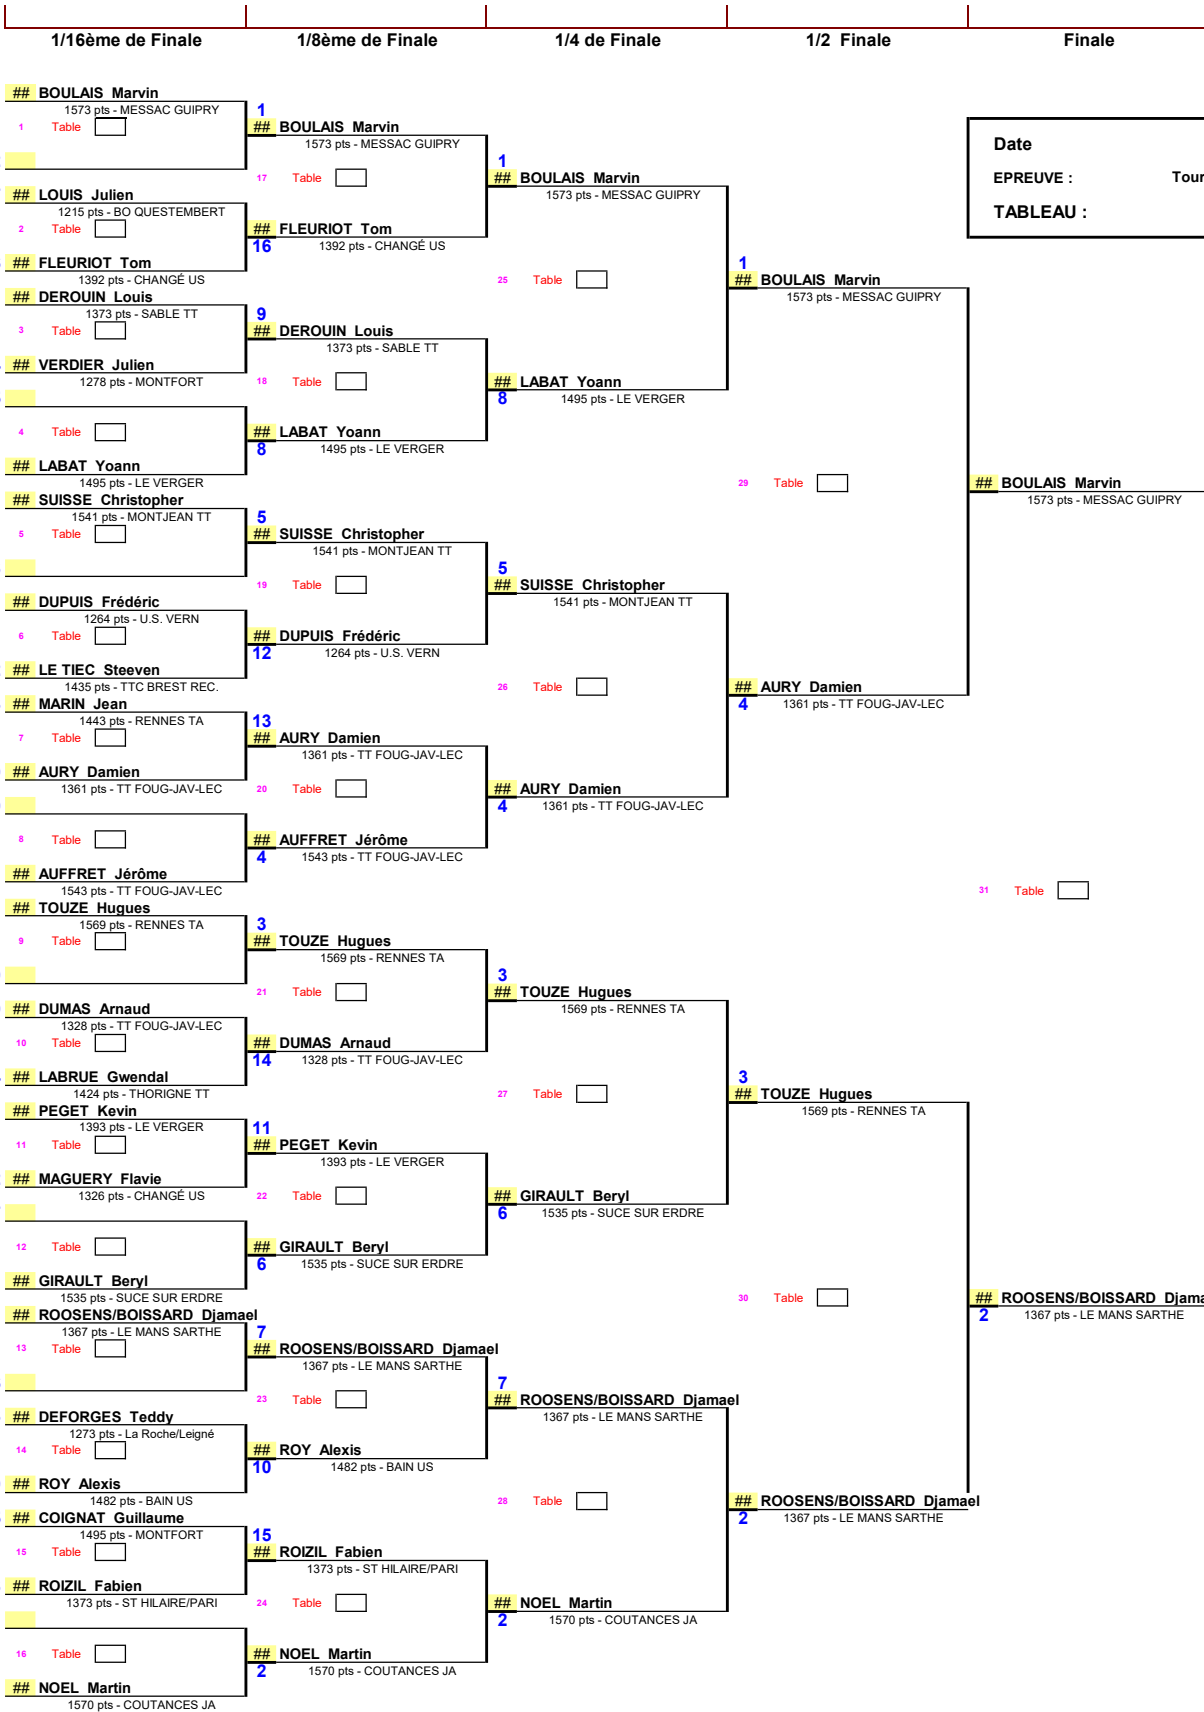 1/16ème de Finale
1/8ème de Finale
1/4 de Finale
1/2 Finale
Finale
## BOULAIS Marvin
1573 pts - MESSAC GUIPRY
1 Table
## LOUIS Julien
1215 pts - BO QUESTEMBERT
2 Table
## FLEURIOT Tom
1392 pts - CHANGÉ US
## DEROUIN Louis
1373 pts - SABLE TT
3 Table
## VERDIER Julien
1278 pts - MONTFORT
4 Table
## LABAT Yoann
1495 pts - LE VERGER
## SUISSE Christopher
1541 pts - MONTJEAN TT
5 Table
## DUPUIS Frédéric
1264 pts - U.S. VERN
6 Table
## LE TIEC Steeven
1435 pts - TTC BREST REC.
## MARIN Jean
1443 pts - RENNES TA
7 Table
## AURY Damien
1361 pts - TT FOUG-JAV-LEC
8 Table
## AUFFRET Jérôme
1543 pts - TT FOUG-JAV-LEC
## TOUZE Hugues
1569 pts - RENNES TA
9 Table
## DUMAS Arnaud
1328 pts - TT FOUG-JAV-LEC
10 Table
## LABRUE Gwendal
1424 pts - THORIGNE TT
## PEGET Kevin
1393 pts - LE VERGER
11 Table
## MAGUERY Flavie
1326 pts - CHANGÉ US
12 Table
## GIRAULT Beryl
1535 pts - SUCE SUR ERDRE
## ROOSENS/BOISSARD Djamael
1367 pts - LE MANS SARTHE
13 Table
## DEFORGES Teddy
1273 pts - La Roche/Leigné
14 Table
## ROY Alexis
1482 pts - BAIN US
## COIGNAT Guillaume
1495 pts - MONTFORT
15 Table
## ROIZIL Fabien
1373 pts - ST HILAIRE/PARI
16 Table
## NOEL Martin
1570 pts - COUTANCES JA
1
## BOULAIS Marvin
1573 pts - MESSAC GUIPRY
17 Table
## FLEURIOT Tom
16 1392 pts - CHANGÉ US
9
## DEROUIN Louis
1373 pts - SABLE TT
18 Table
## LABAT Yoann
8 1495 pts - LE VERGER
5
## SUISSE Christopher
1541 pts - MONTJEAN TT
19 Table
## DUPUIS Frédéric
12 1264 pts - U.S. VERN
13
## AURY Damien
1361 pts - TT FOUG-JAV-LEC
20 Table
## AUFFRET Jérôme
4 1543 pts - TT FOUG-JAV-LEC
3
## TOUZE Hugues
1569 pts - RENNES TA
21 Table
## DUMAS Arnaud
14 1328 pts - TT FOUG-JAV-LEC
11
## PEGET Kevin
1393 pts - LE VERGER
22 Table
## GIRAULT Beryl
6 1535 pts - SUCE SUR ERDRE
7
## ROOSENS/BOISSARD Djamael
1367 pts - LE MANS SARTHE
23 Table
## ROY Alexis
10 1482 pts - BAIN US
15
## ROIZIL Fabien
1373 pts - ST HILAIRE/PARI
24 Table
## NOEL Martin
2 1570 pts - COUTANCES JA
1
## BOULAIS Marvin
1573 pts - MESSAC GUIPRY
25 Table
## LABAT Yoann
8 1495 pts - LE VERGER
5
## SUISSE Christopher
1541 pts - MONTJEAN TT
26 Table
## AURY Damien
4 1361 pts - TT FOUG-JAV-LEC
3
## TOUZE Hugues
1569 pts - RENNES TA
27 Table
## GIRAULT Beryl
6 1535 pts - SUCE SUR ERDRE
7
## ROOSENS/BOISSARD Djamael
1367 pts - LE MANS SARTHE
28 Table
## NOEL Martin
2 1570 pts - COUTANCES JA
1
## BOULAIS Marvin
1573 pts - MESSAC GUIPRY
29 Table
## AURY Damien
4 1361 pts - TT FOUG-JAV-LEC
3
## TOUZE Hugues
1569 pts - RENNES TA
30 Table
## ROOSENS/BOISSARD Djamael
2 1367 pts - LE MANS SARTHE
Date
EPREUVE : Tour
TABLEAU :
## BOULAIS Marvin
1573 pts - MESSAC GUIPRY
31 Table
## ROOSENS/BOISSARD Djama
2 1367 pts - LE MANS SARTHE